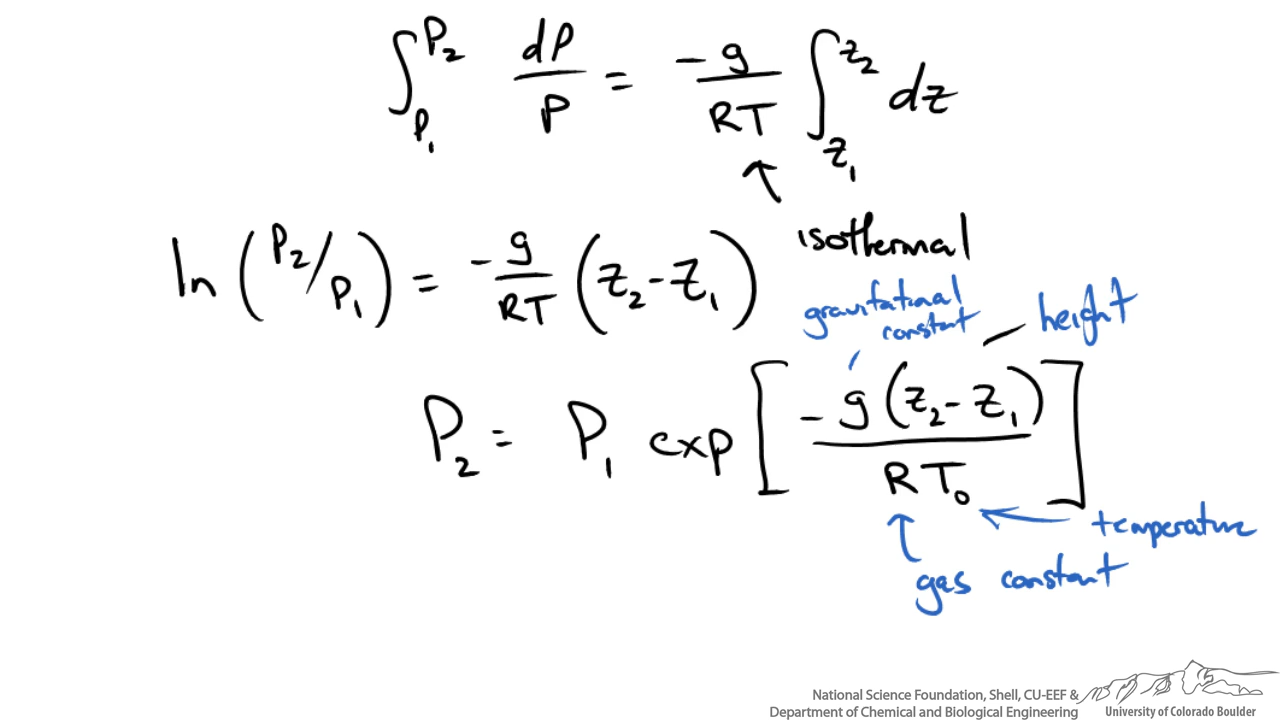 ∫_{P₁}^{P₂} dP/P = -g/RT ∫_{z₁}^{z₂} dz
↑
isothermal
ln (P₂/P₁) = -g/RT (z₂-z₁)
gravitational
constant
height
P₂ = P₁ exp [-g(z₂-z₁)/RT₀]
temperature
gas constant
National Science Foundation, Shell, CU-EEF &
Department of Chemical and Biological Engineering
University of Colorado Boulder